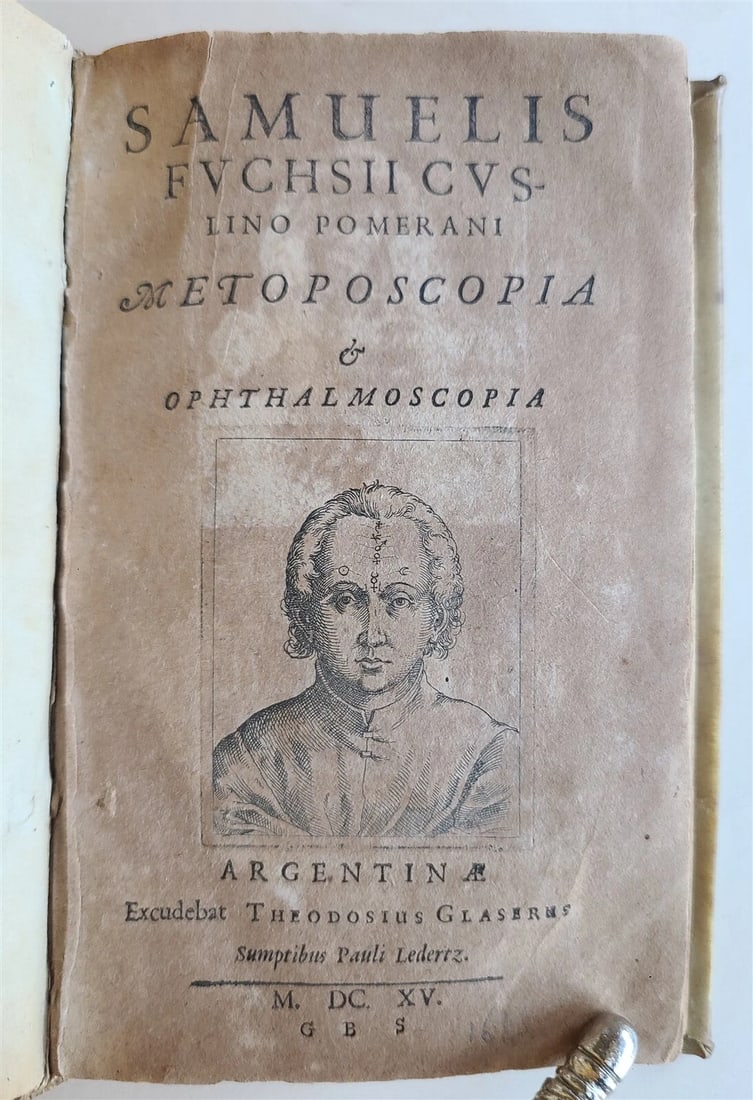 SAMUELIS
FVCHSII CVS-
LINO POMERANI
METOPOSCOPIA
&
OPHTHALMOSCOPIA
ARGENTINÆ
Excudebat THEODOSIUS GLASERUS
Sumptibus Pauli Ledertz.
M. DC. XV.
G B S